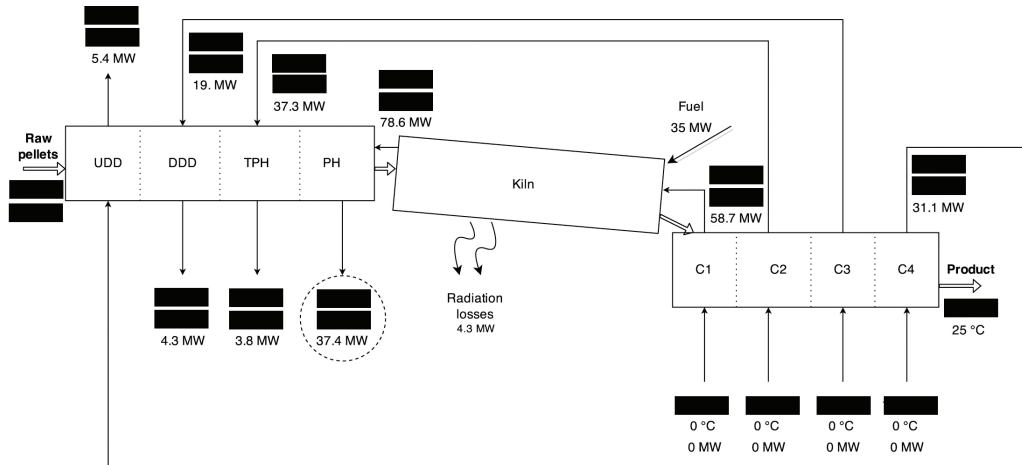 5.4 MW
19. MW
37.3 MW
78.6 MW
Fuel
35 MW
Raw
pellets
UDD
DDD
TPH
PH
Kiln
58.7 MW
31.1 MW
C1
C2
C3
C4
Product
25 °C
Radiation
losses
4.3 MW
4.3 MW
3.8 MW
37.4 MW
0 °C
0 °C
0 °C
0 °C
0 MW
0 MW
0 MW
0 MW